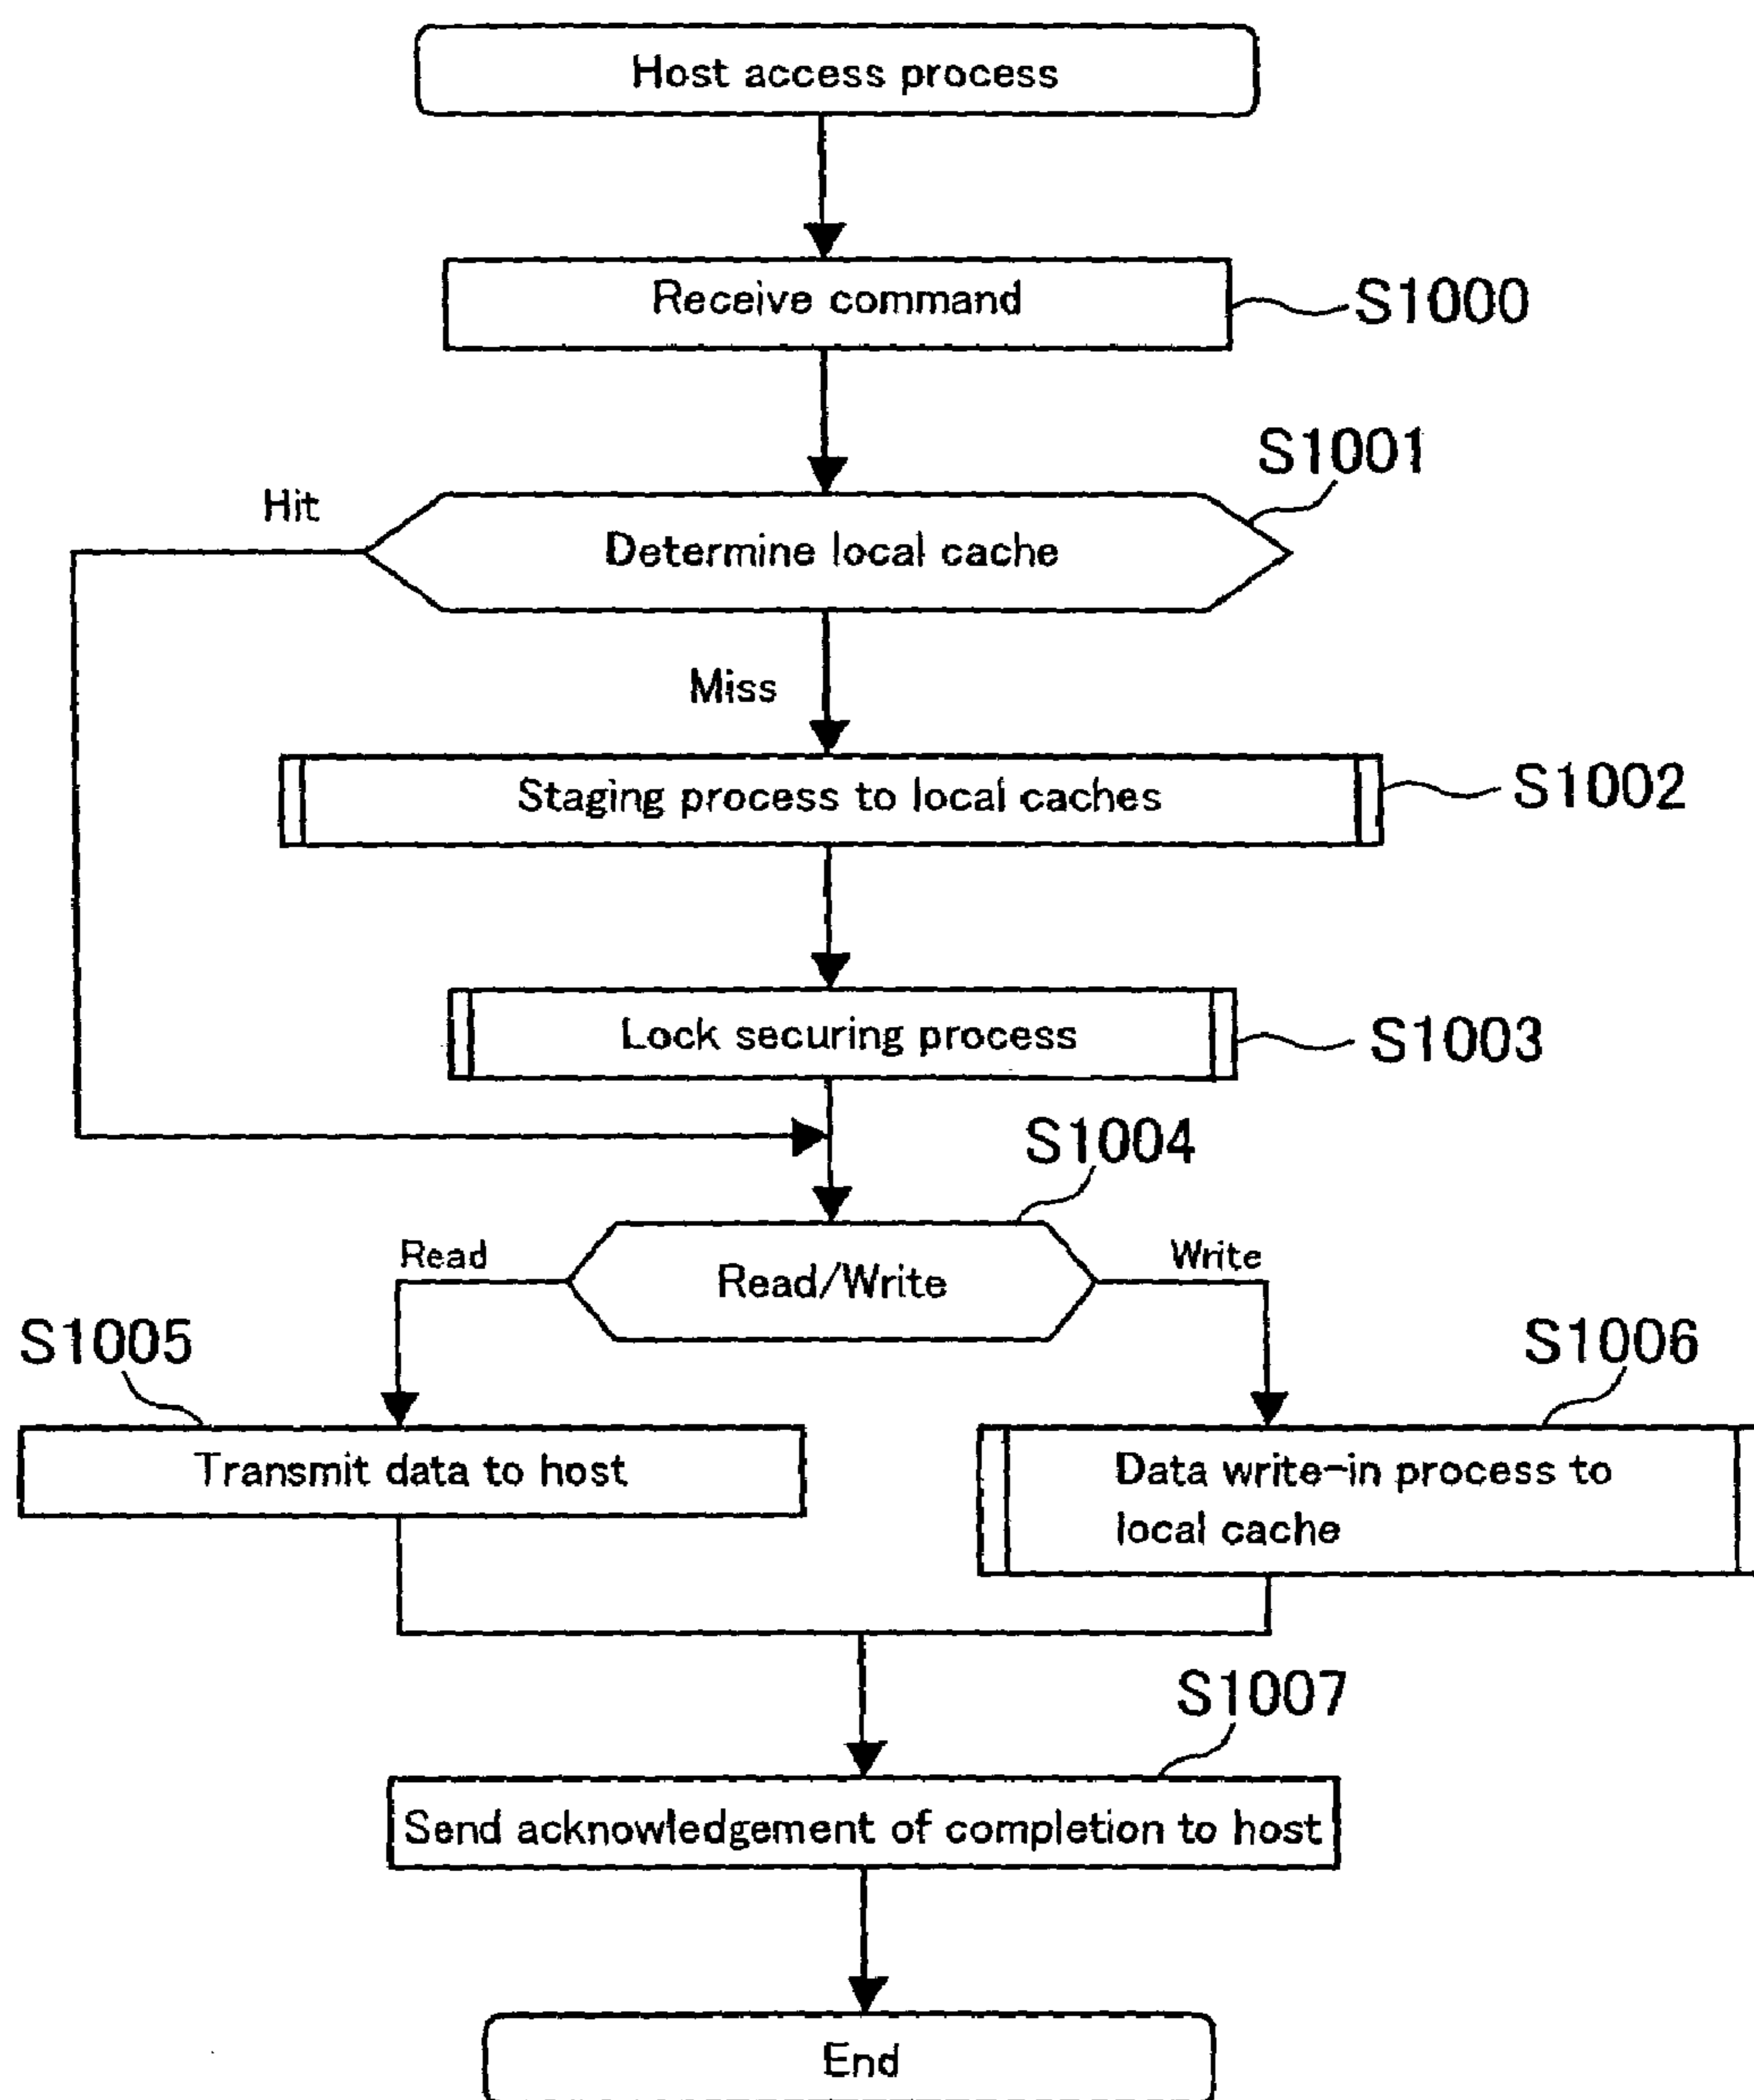 Host access process
Receive command
S1000
S1001
Hit
Determine local cache
Miss
Staging process to local caches
S1002
Lock securing process
S1003
S1004
Read
Read/Write
Write
S1005
S1006
Transmit data to host
Data write-in process to
local cache
S1007
Send acknowledgement of completion to host
End